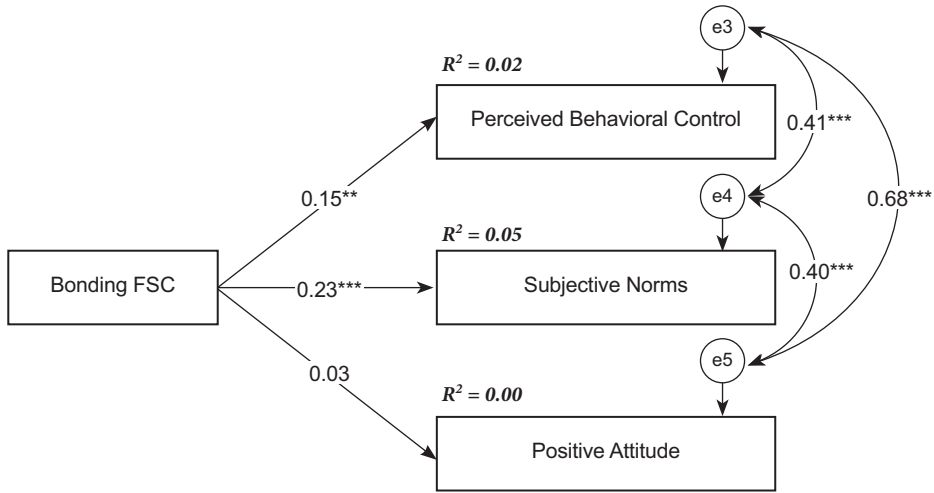 e3
R² = 0.02
Perceived Behavioral Control
0.41***
0.15**
e4
0.68***
R² = 0.05
Bonding FSC
0.23***
Subjective Norms
0.40***
e5
0.03
R² = 0.00
Positive Attitude